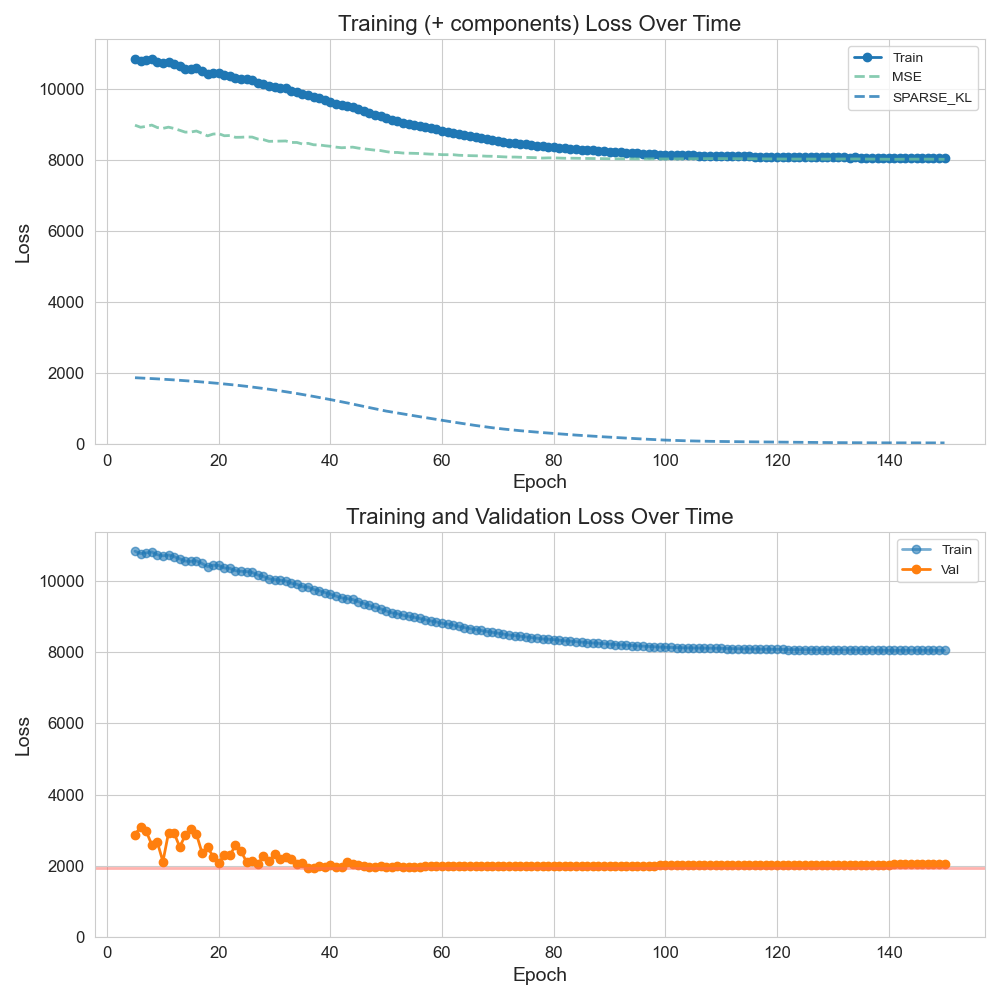 Training (+ components) Loss Over Time
Train
MSE
SPARSE_KL
10000
8000
6000
4000
2000
0
Loss
0 20 40 60 80 100 120 140
Epoch
Training and Validation Loss Over Time
Train
Val
10000
8000
6000
4000
2000
0
Loss
0 20 40 60 80 100 120 140
Epoch